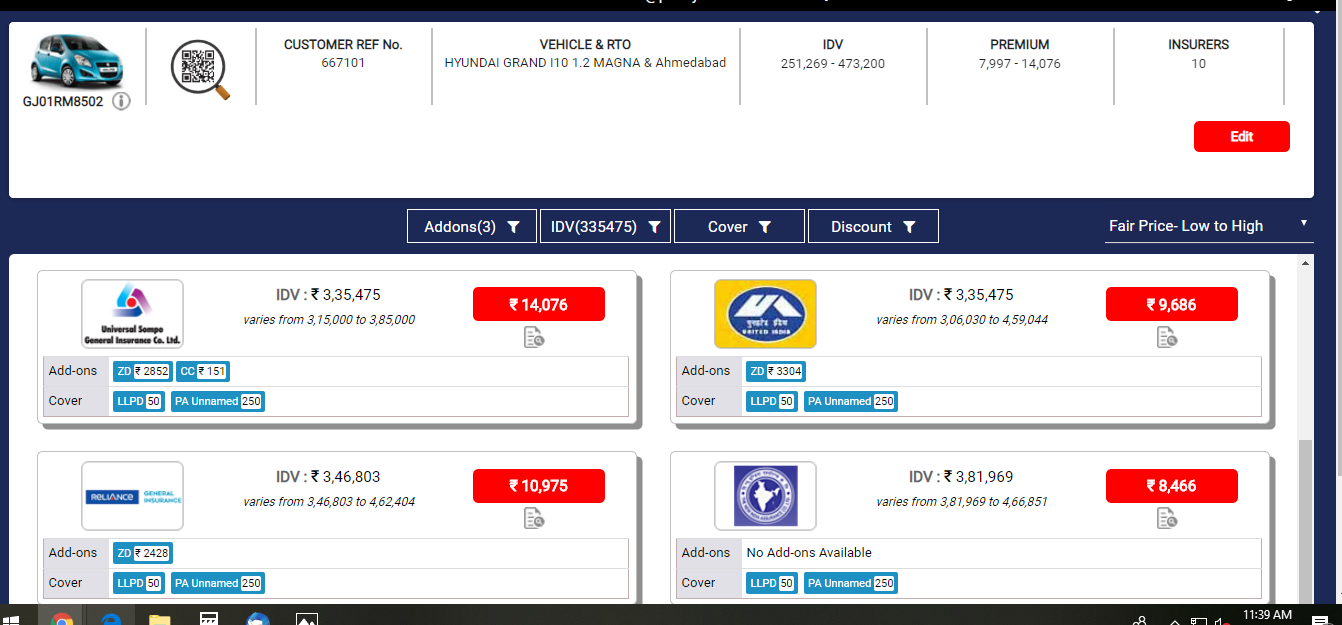 CUSTOMER REF No.
667101
VEHICLE & RTO
HYUNDAI GRAND I10 1.2 MAGNA & Ahmedabad
IDV
251,269 - 473,200
PREMIUM
7,997 - 14,076
INSURERS
10
GJ01RM8502
Edit
Addons(3)
IDV(335475)
Cover
Discount
Fair Price- Low to High
Universal Sompo
General Insurance Co. Ltd.
IDV : ₹ 3,35,475
varies from 3,15,000 to 3,85,000
₹ 14,076
Add-ons ZD ₹ 2852 CC ₹ 151
Cover LLPD 50 PA Unnamed 250
UNITED INDIA
IDV : ₹ 3,35,475
varies from 3,06,030 to 4,59,044
₹ 9,686
Add-ons ZD ₹ 3304
Cover LLPD 50 PA Unnamed 250
RELIANCE GENERAL
INSURANCE
IDV : ₹ 3,46,803
varies from 3,46,803 to 4,62,404
₹ 10,975
Add-ons ZD ₹ 2428
Cover LLPD 50 PA Unnamed 250
IDV : ₹ 3,81,969
varies from 3,81,969 to 4,66,851
₹ 8,466
Add-ons No Add-ons Available
Cover LLPD 50 PA Unnamed 250
11:39 AM